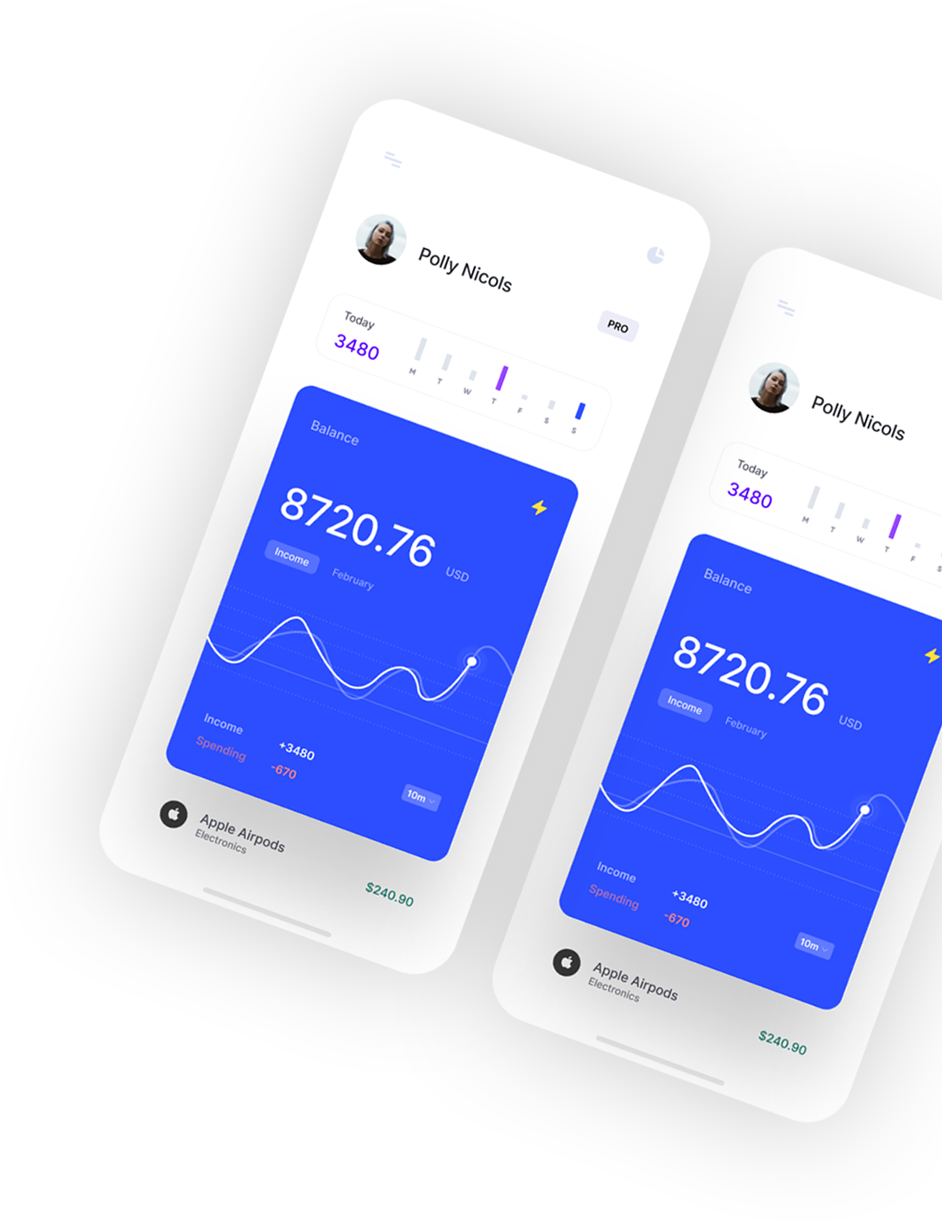 Polly Nicols
PRO
Today
3480
M T W T F S S
Balance
8720.76 USD
Income February
Income +3480
Spending -670
10m
Apple Airpods
Electronics
$240.90
Polly Nicols
Today
3480
M T W T F S
Balance
8720.76 USD
Income February
Income +3480
Spending -670
10m
Apple Airpods
Electronics
$240.90